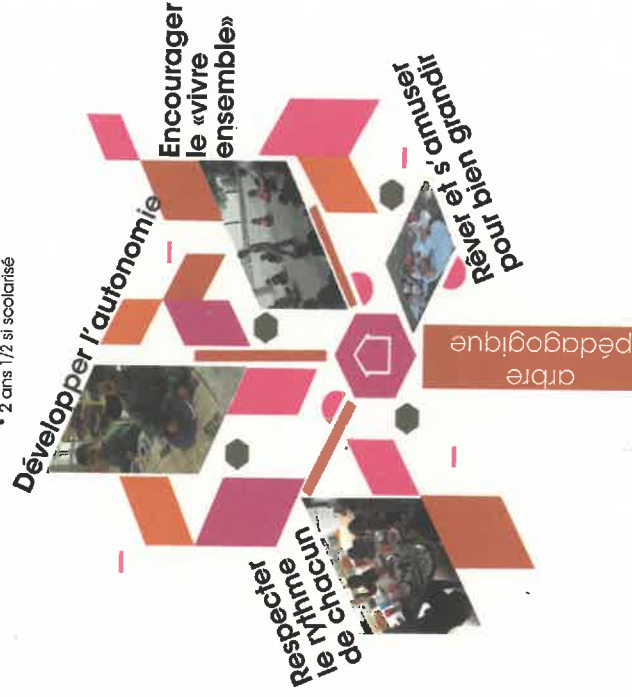 * 2 ans 1/2 si scolarisé
Développer l'autonomie
Encourager
le «vivre
ensemble»
Respecter
le rythme
de chacun
Rêver et s'amuser
pour bien grandir
arbre
pédagogique